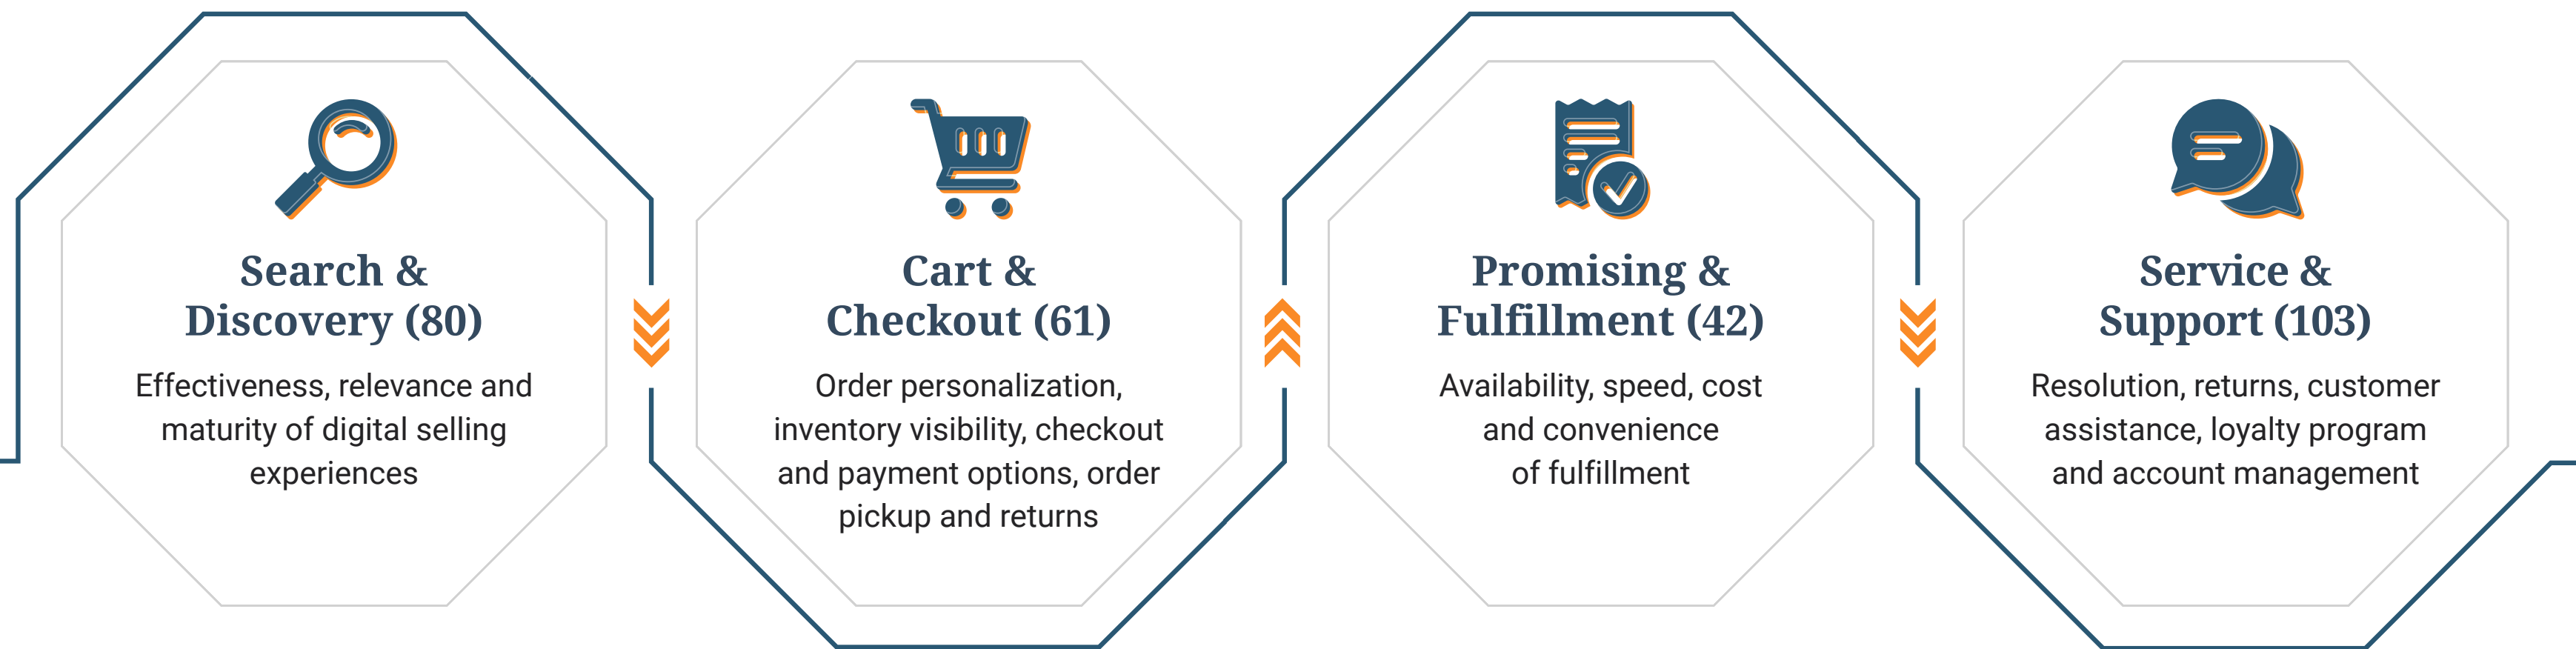 Search &
Discovery (80)
Effectiveness, relevance and
maturity of digital selling
experiences
Cart &
Checkout (61)
Order personalization,
inventory visibility, checkout
and payment options, order
pickup and returns
Promising &
Fulfillment (42)
Availability, speed, cost
and convenience
of fulfillment
Service &
Support (103)
Resolution, returns, customer
assistance, loyalty program
and account management